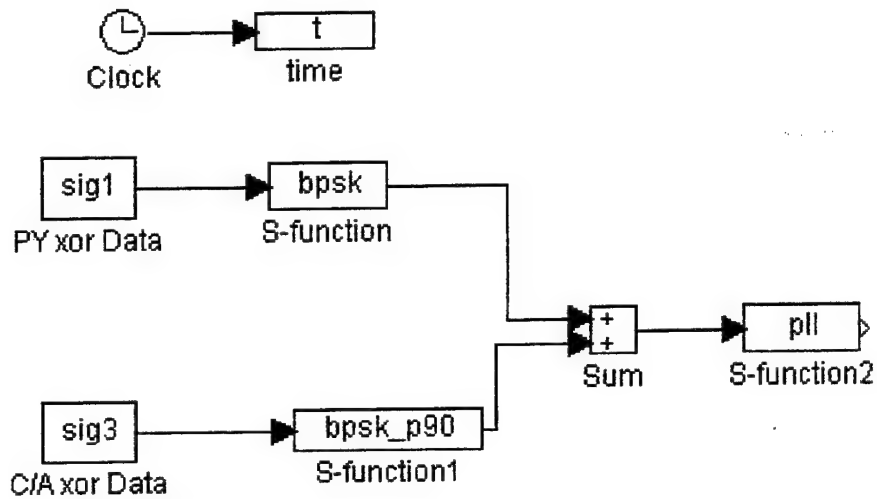 t
Clock
time
sig1
bpsk
PY xor Data
S-function
+
+
pll
Sum
S-function2
sig3
bpsk_p90
C/A xor Data
S-function1